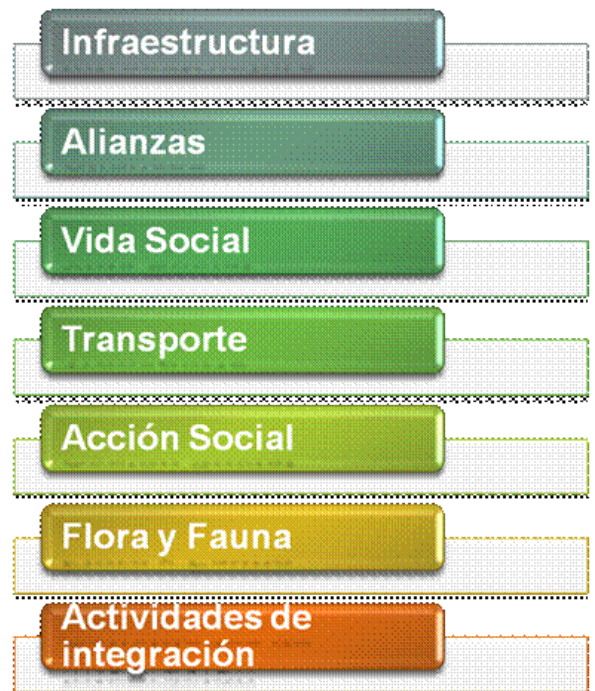 Infraestructura
Alianzas
Vida Social
Transporte
Acción Social
Flora y Fauna
Actividades de
integración